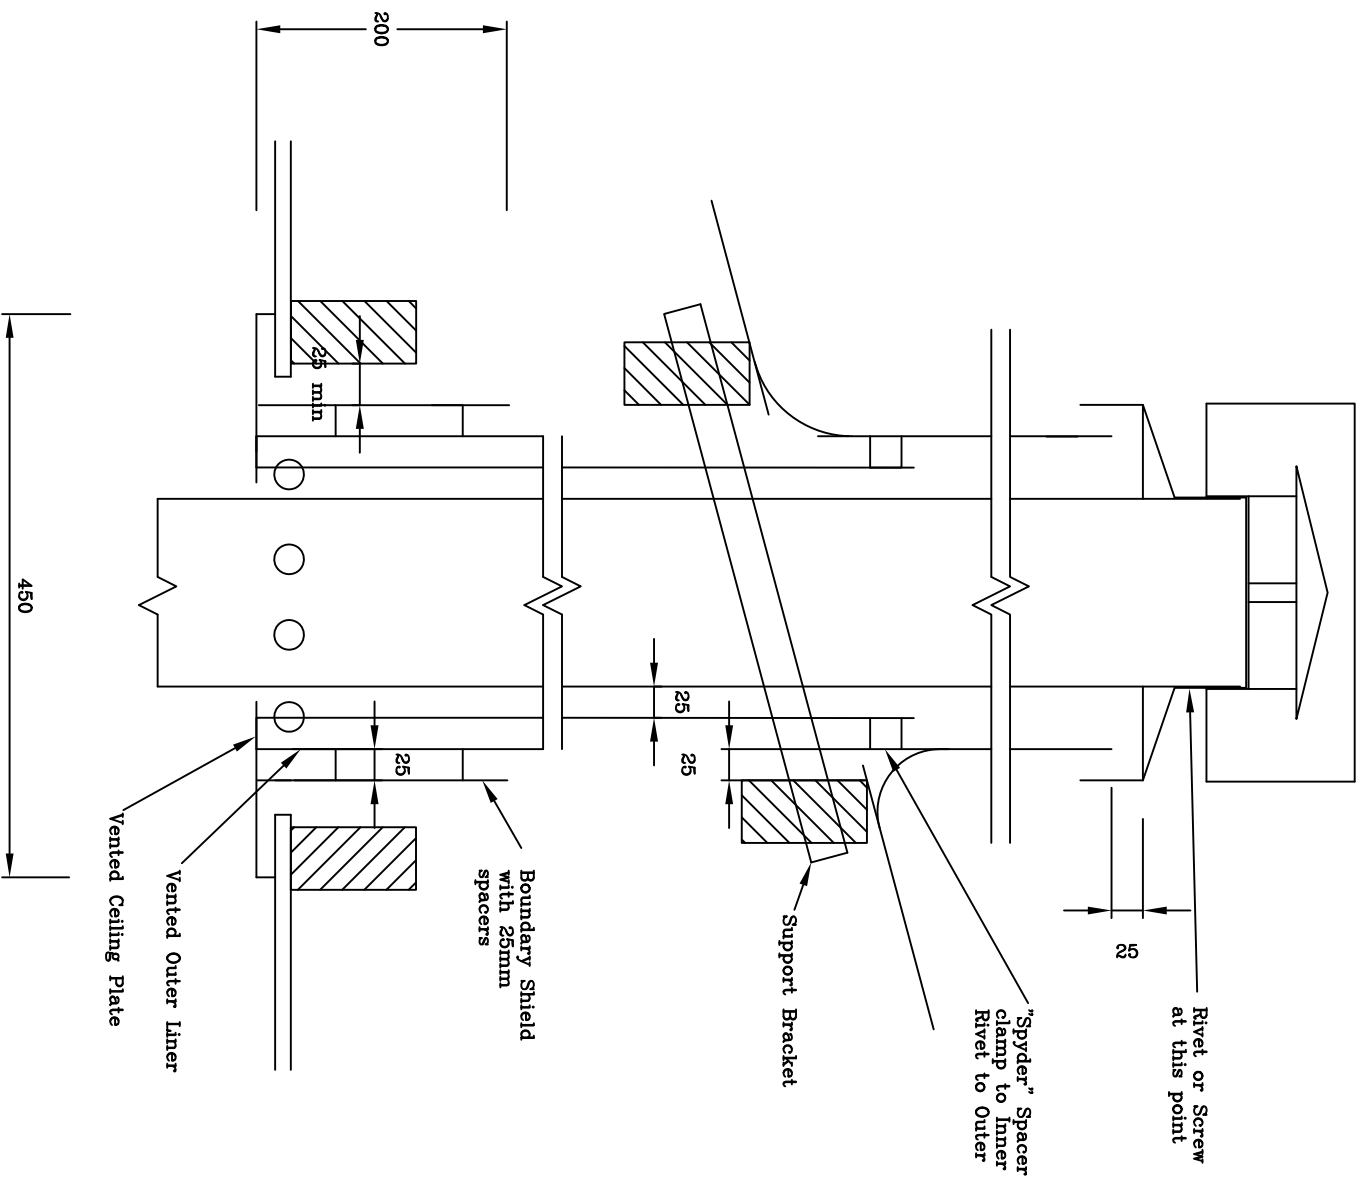 Rivet or Screw
at this point
"Spyder" Spacer
clamp to Inner
Rivet to Outer
25
Support Bracket
25
25
Boundary Shield
with 25mm
spacers
25
Vented Outer Liner
Vented Ceiling Plate
25 min
200
450